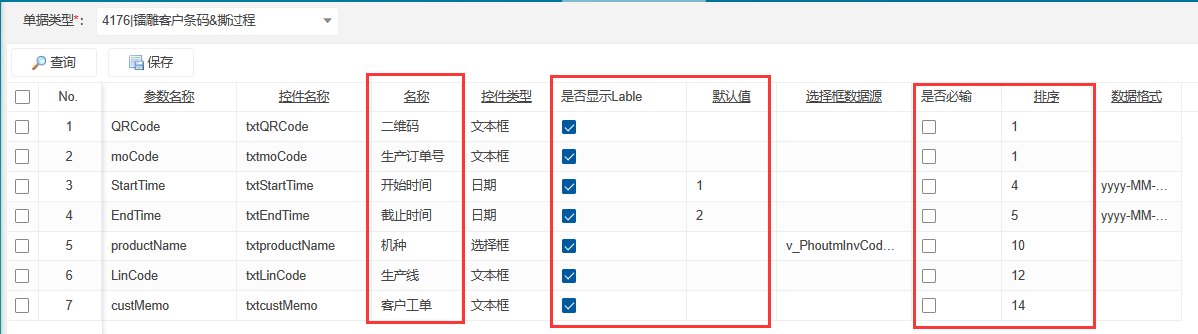 单据类型*： 4176|镭雕客户条码&撕过程
查询 保存
No. 参数名称 控件名称 名称 控件类型 是否显示Lable 默认值 选择框数据源 是否必输 排序 数据格式
1 QRCode txtQRCode 二维码 文本框 1
2 moCode txtmoCode 生产订单号 文本框 1
3 StartTime txtStartTime 开始时间 日期 1 4 yyyy-MM-...
4 EndTime txtEndTime 截止时间 日期 2 5 yyyy-MM-...
5 productName txtproductName 机种 选择框 v_PhoutmInvCod... 10
6 LinCode txtLinCode 生产线 文本框 12
7 custMemo txtcustMemo 客户工单 文本框 14